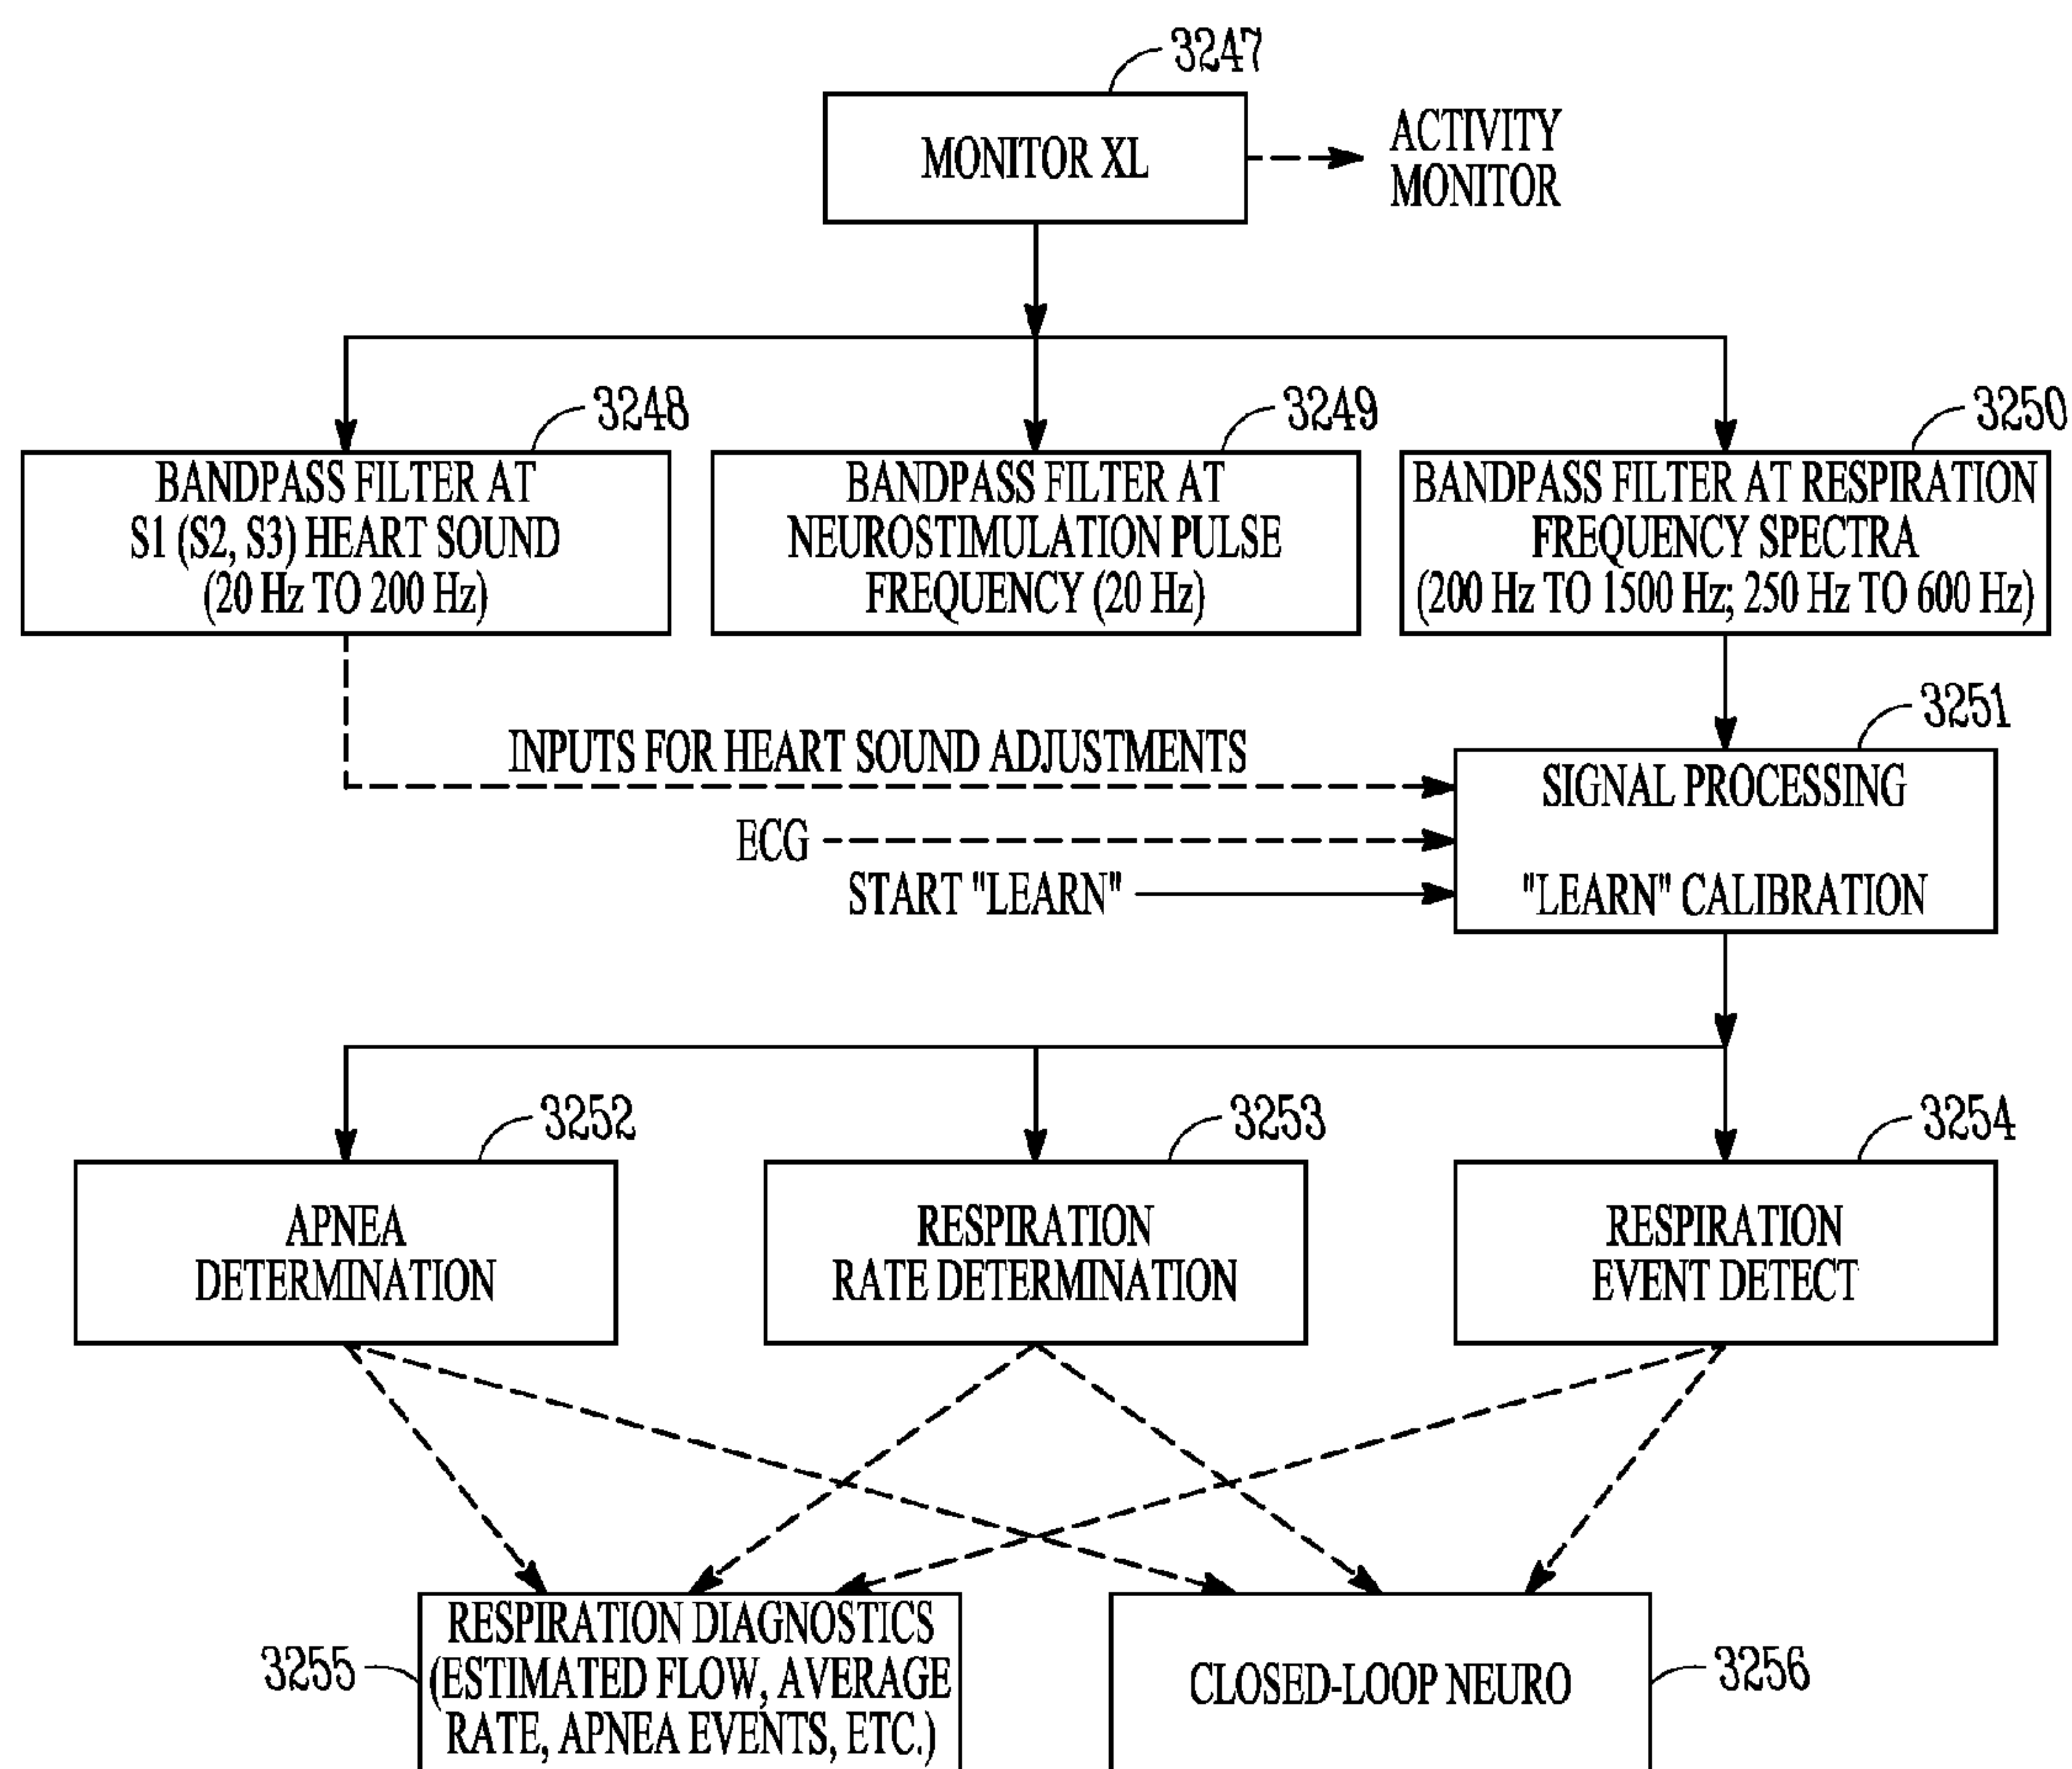 3247
MONITOR XL
ACTIVITY
MONITOR
3248
3249
3250
BANDPASS FILTER AT
S1 (S2, S3) HEART SOUND
(20 Hz TO 200 Hz)
BANDPASS FILTER AT
NEUROSTIMULATION PULSE
FREQUENCY (20 Hz)
BANDPASS FILTER AT RESPIRATION
FREQUENCY SPECTRA
(200 Hz TO 1500 Hz; 250 Hz TO 600 Hz)
3251
INPUTS FOR HEART SOUND ADJUSTMENTS
ECG
START "LEARN"
SIGNAL PROCESSING
"LEARN" CALIBRATION
3252
3253
3254
APNEA
DETERMINATION
RESPIRATION
RATE DETERMINATION
RESPIRATION
EVENT DETECT
3255
RESPIRATION DIAGNOSTICS
(ESTIMATED FLOW, AVERAGE
RATE, APNEA EVENTS, ETC.)
CLOSED-LOOP NEURO
3256